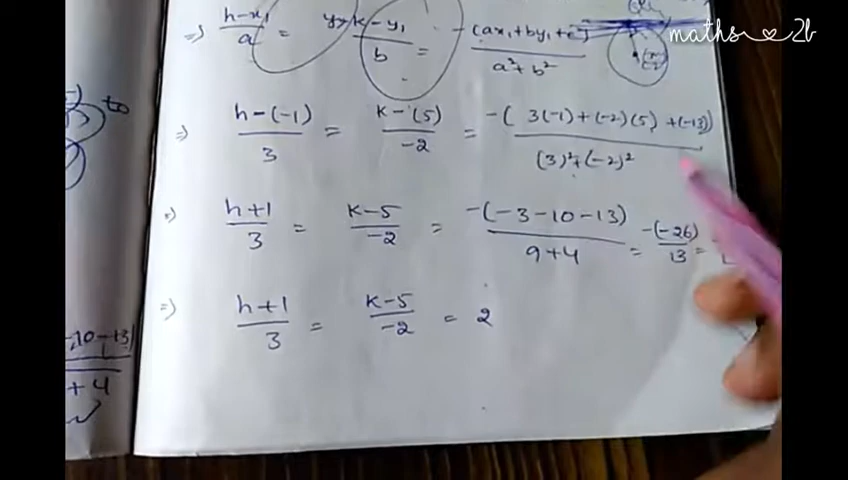 maths 2b
⇒ h-x₁/a = k-y₁/b = -(ax₁+by₁+c)/a²+b²
to
⇒ h-(-1)/3 = k-(5)/-2 = -(3(-1)+(-2)(5)+(-13))/(3)²+(-2)²
⇒ h+1/3 = k-5/-2 = -(-3-10-13)/9+4 = -(-26)/13 =
⇒ h+1/3 = k-5/-2 = 2
-10-13)
+4